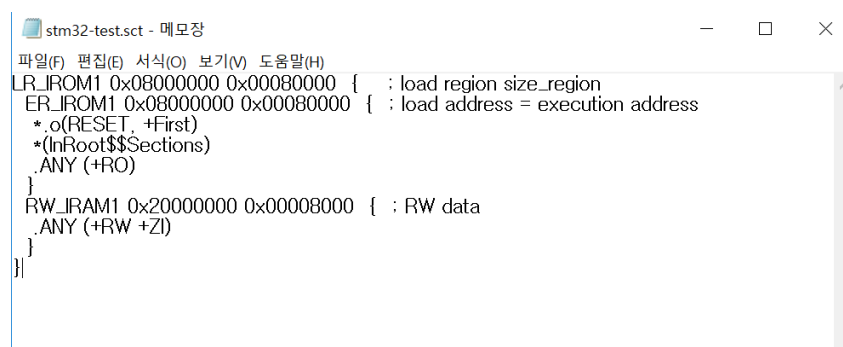 stm32-test.sct - 메모장
파일(F) 편집(E) 서식(O) 보기(V) 도움말(H)
LR_IROM1 0x08000000 0x00080000 { ; load region size_region
ER_IROM1 0x08000000 0x00080000 { ; load address = execution address
*.o(RESET, +First)
*(InRoot$$Sections)
.ANY (+RO)
}
RW_IRAM1 0x20000000 0x00008000 { ; RW data
.ANY (+RW +ZI)
}
}